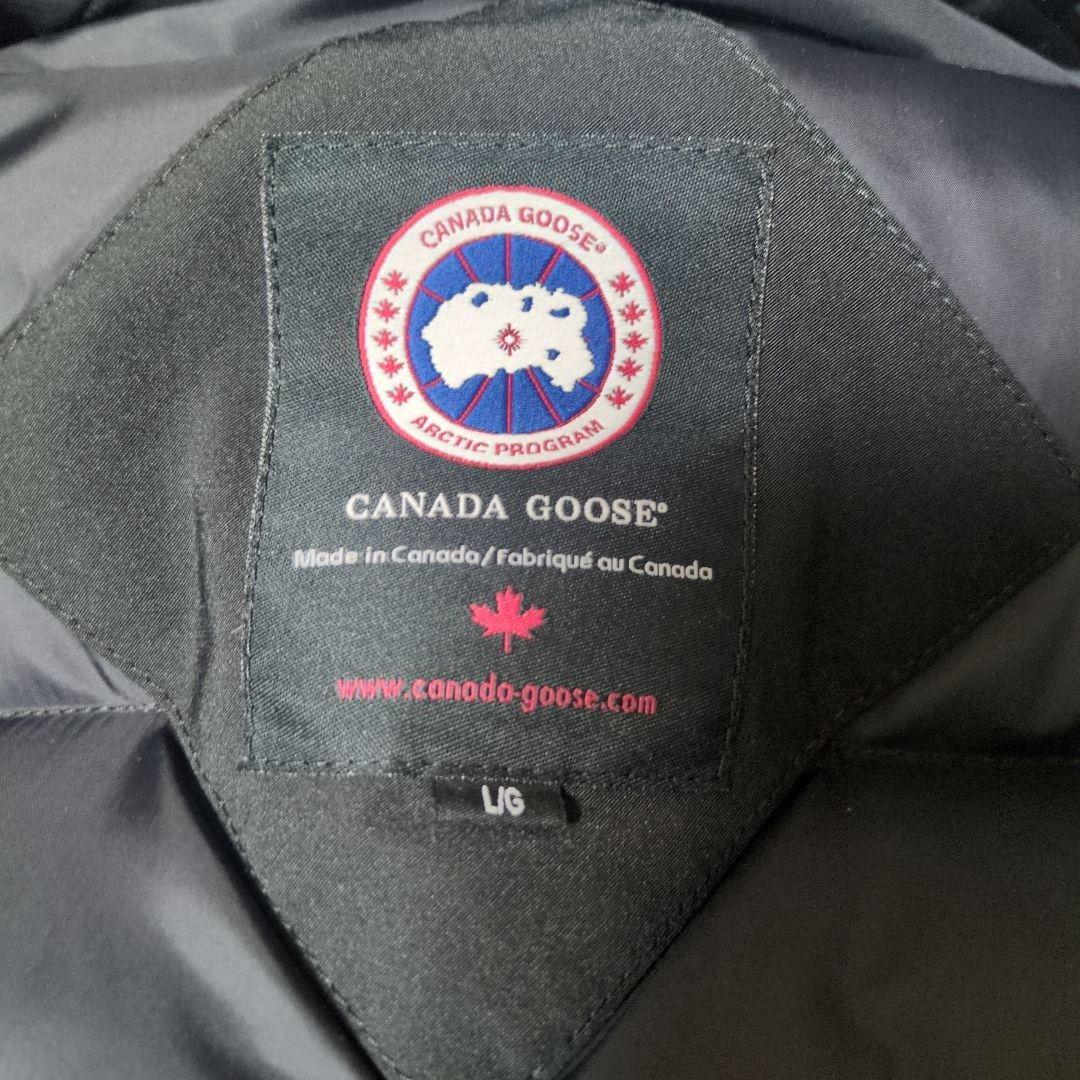 CANADA GOOSE®
ARCTIC PROGRAM
CANADA GOOSE®
Made in Canada/Fabriqué au Canada
www.canada-goose.com
L/G